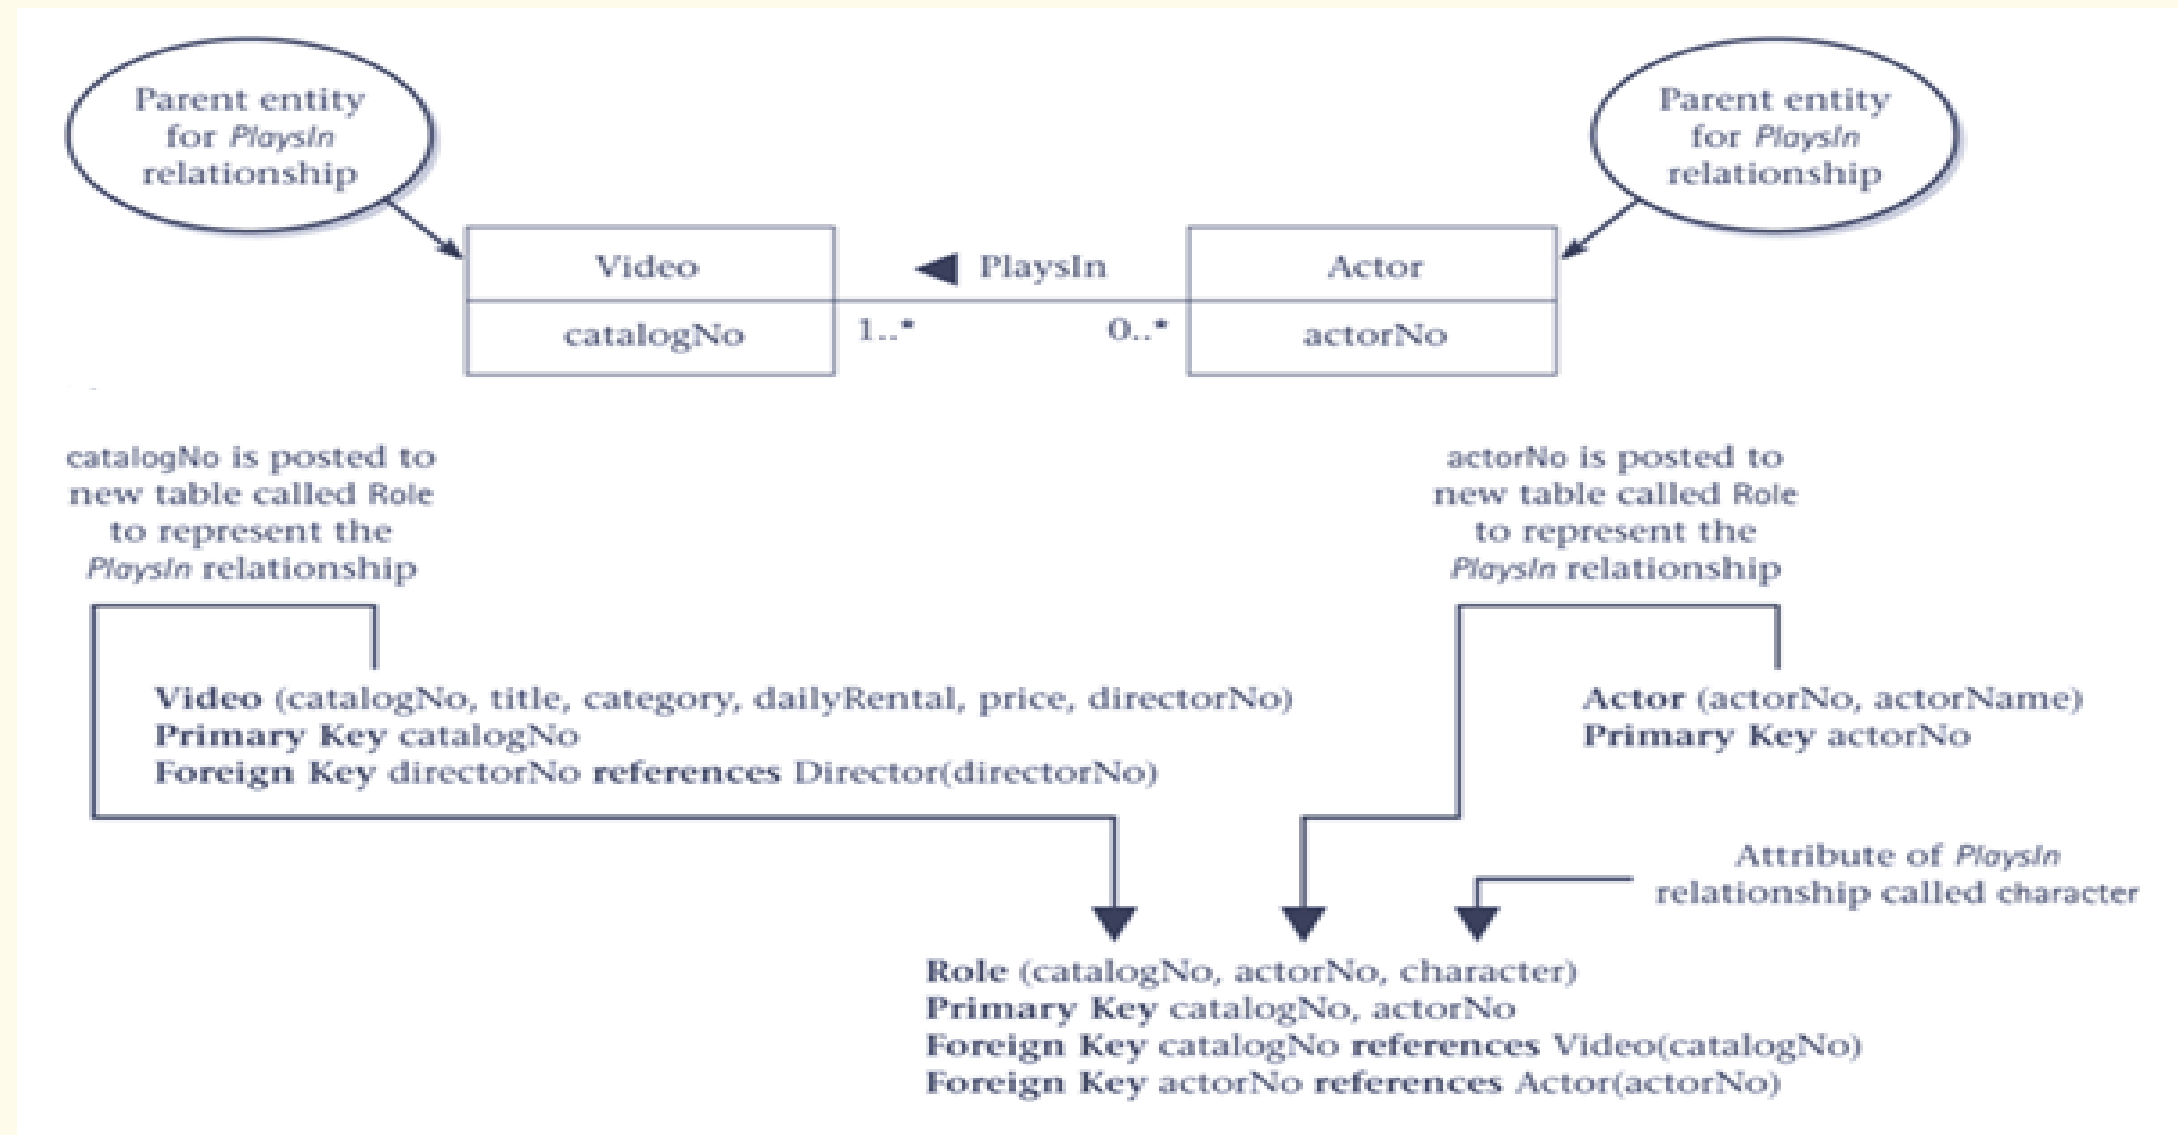 Parent entity
for PlaysIn
relationship
Parent entity
for PlaysIn
relationship
Video
◀ PlaysIn
Actor
catalogNo
1..*
0..*
actorNo
catalogNo is posted to
new table called Role
to represent the
PlaysIn relationship
actorNo is posted to
new table called Role
to represent the
PlaysIn relationship
Video (catalogNo, title, category, dailyRental, price, directorNo)
Primary Key catalogNo
Foreign Key directorNo references Director(directorNo)
Actor (actorNo, actorName)
Primary Key actorNo
Attribute of PlaysIn
relationship called character
Role (catalogNo, actorNo, character)
Primary Key catalogNo, actorNo
Foreign Key catalogNo references Video(catalogNo)
Foreign Key actorNo references Actor(actorNo)